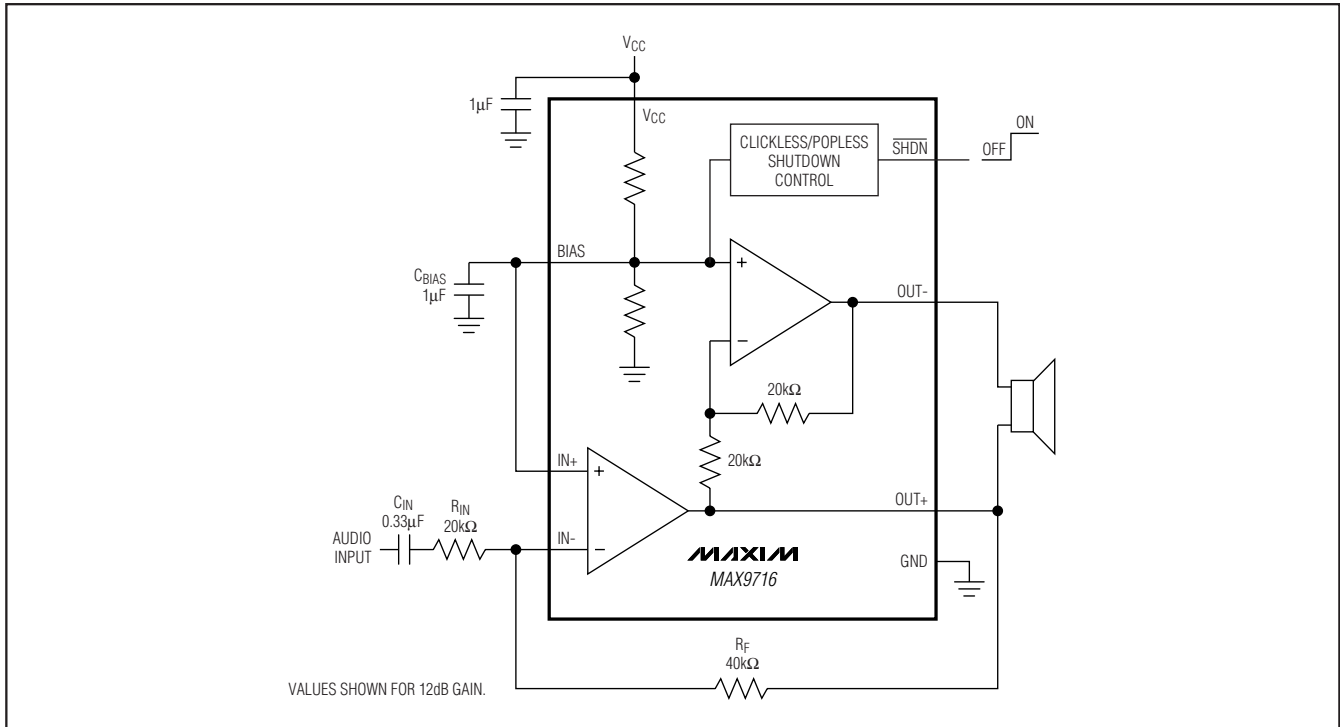 VCC
1µF
VCC
CLICKLESS/POPLESS
SHUTDOWN
CONTROL
SHDN
OFF
ON
BIAS
CBIAS
1µF
+
−
OUT-
20kΩ
20kΩ
IN+
+
OUT+
CIN
0.33µF
RIN
20kΩ
AUDIO
INPUT
IN-
−
MAXIM
MAX9716
GND
RF
40kΩ
VALUES SHOWN FOR 12dB GAIN.